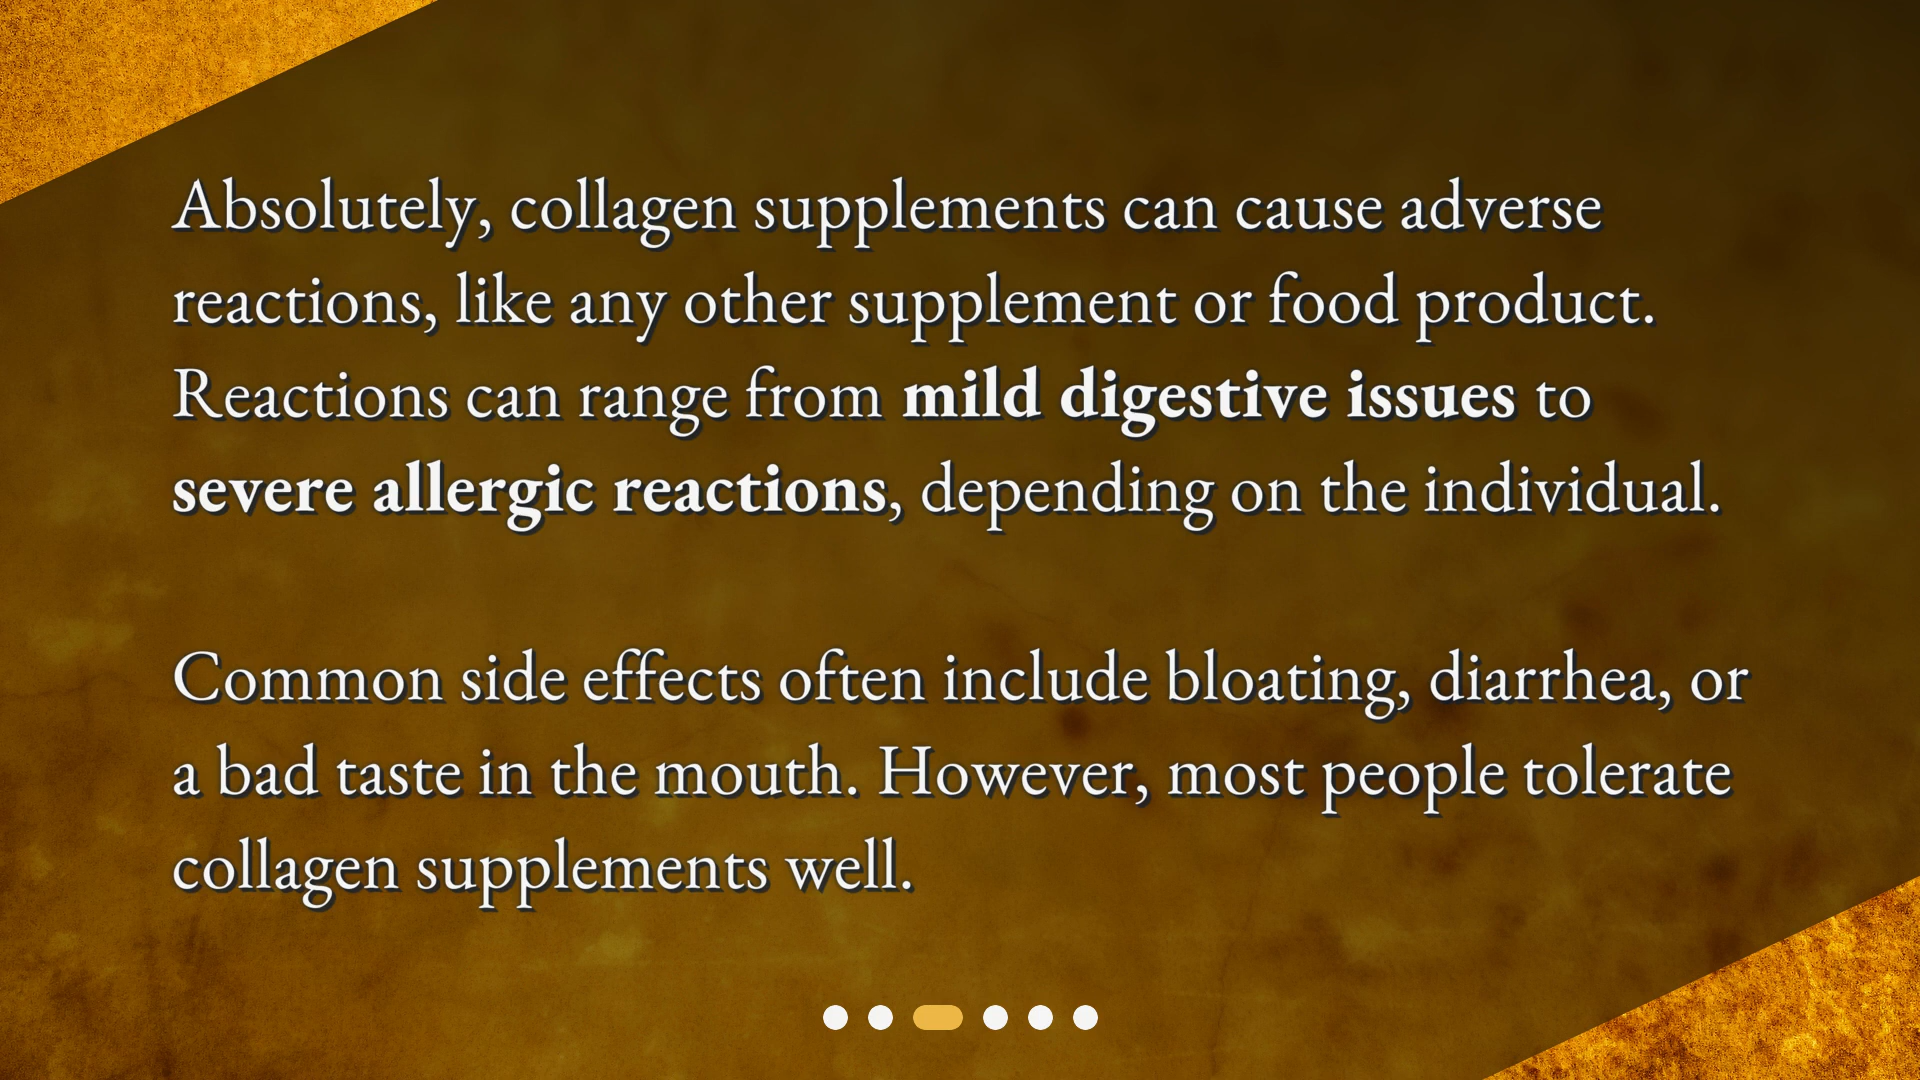 Absolutely, collagen supplements can cause adverse
reactions, like any other supplement or food product.
Reactions can range from mild digestive issues to
severe allergic reactions, depending on the individual.
Common side effects often include bloating, diarrhea, or
a bad taste in the mouth. However, most people tolerate
collagen supplements well.